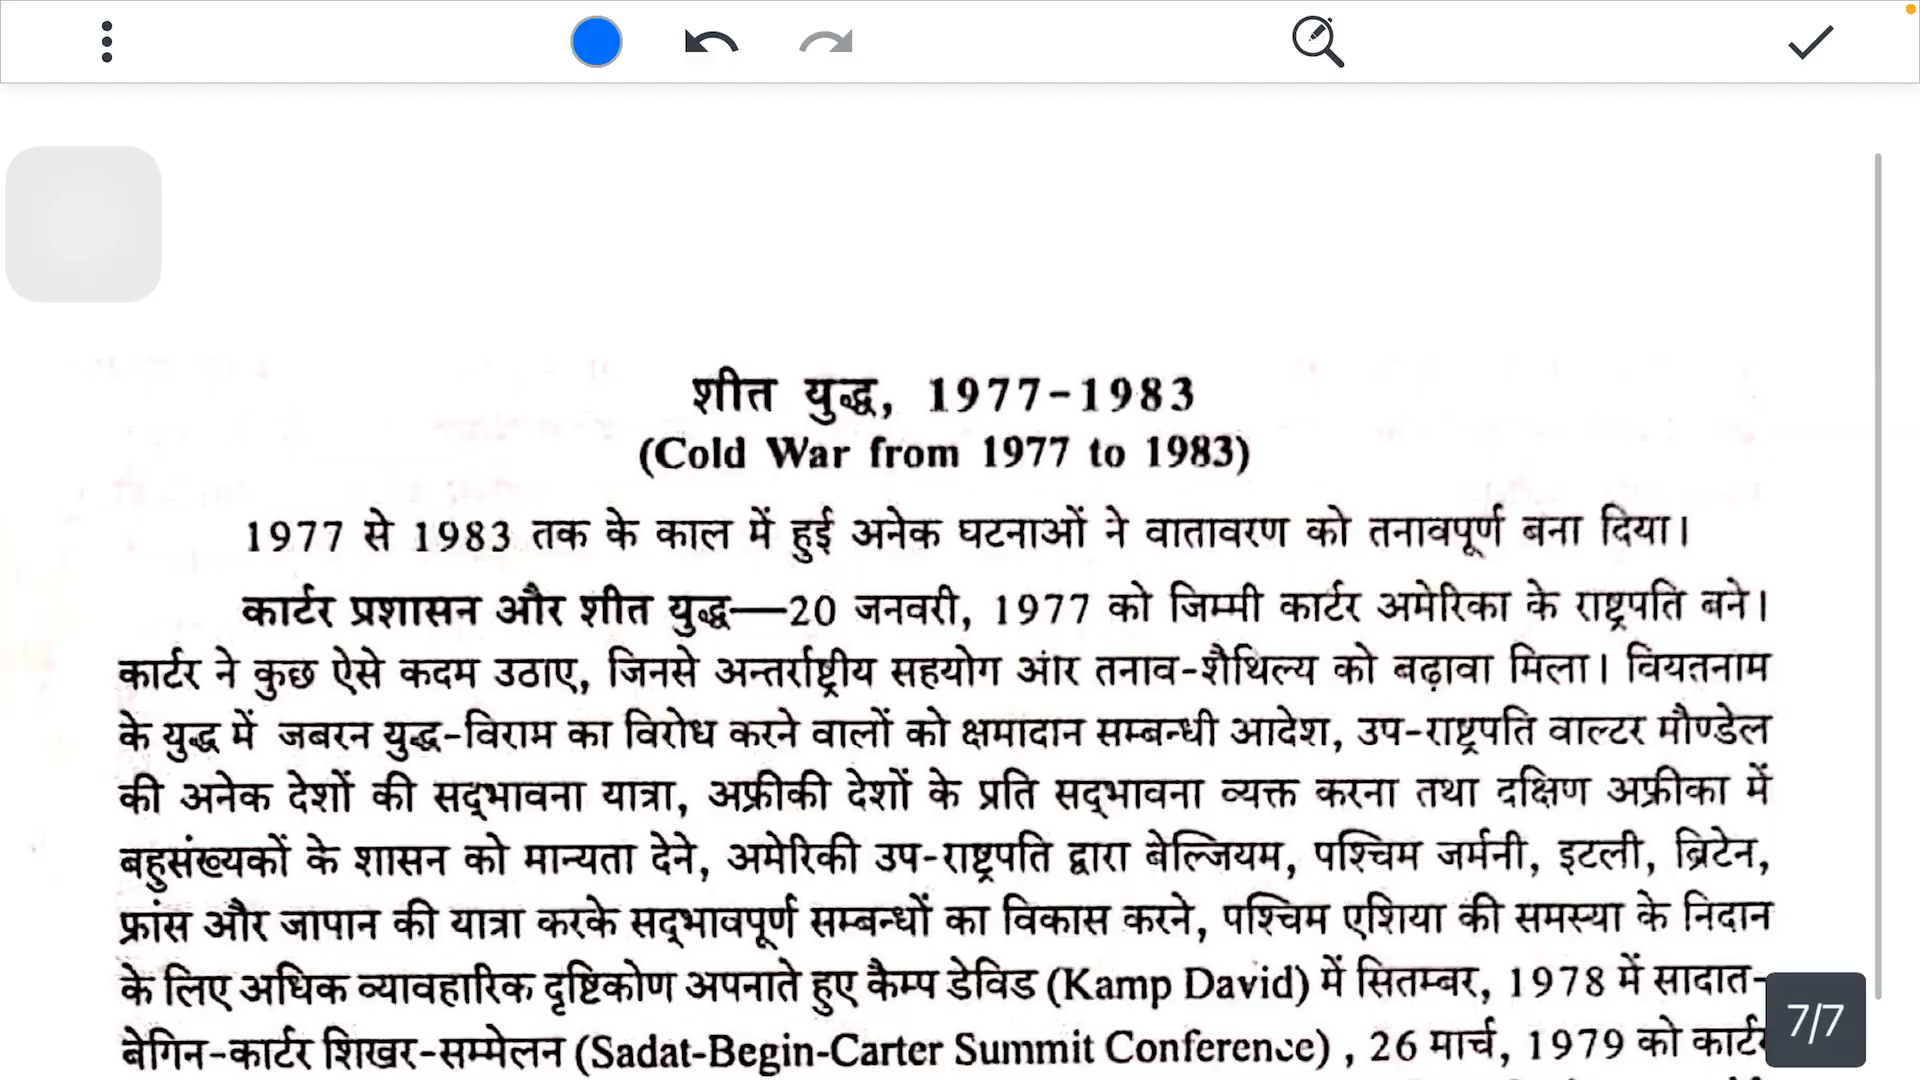 शीत युद्ध, 1977-1983
(Cold War from 1977 to 1983)
1977 से 1983 तक के काल में हुई अनेक घटनाओं ने वातावरण को तनावपूर्ण बना दिया।
कार्टर प्रशासन और शीत युद्ध—20 जनवरी, 1977 को जिम्मी कार्टर अमेरिका के राष्ट्रपति बने।
कार्टर ने कुछ ऐसे कदम उठाए, जिनसे अन्तर्राष्ट्रीय सहयोग और तनाव-शैथिल्य को बढ़ावा मिला। वियतनाम
के युद्ध में जबरन युद्ध-विराम का विरोध करने वालों को क्षमादान सम्बन्धी आदेश, उप-राष्ट्रपति वाल्टर मौण्डेल
की अनेक देशों की सद्भावना यात्रा, अफ्रीकी देशों के प्रति सद्भावना व्यक्त करना तथा दक्षिण अफ्रीका में
बहुसंख्यकों के शासन को मान्यता देने, अमेरिकी उप-राष्ट्रपति द्वारा बेल्जियम, पश्चिम जर्मनी, इटली, ब्रिटेन,
फ्रांस और जापान की यात्रा करके सद्भावपूर्ण सम्बन्धों का विकास करने, पश्चिम एशिया की समस्या के निदान
के लिए अधिक व्यावहारिक दृष्टिकोण अपनाते हुए कैम्प डेविड (Kamp David) में सितम्बर, 1978 में सादात-
बेगिन-कार्टर शिखर-सम्मेलन (Sadat-Begin-Carter Summit Conference) , 26 मार्च, 1979 को कार्टर
7/7